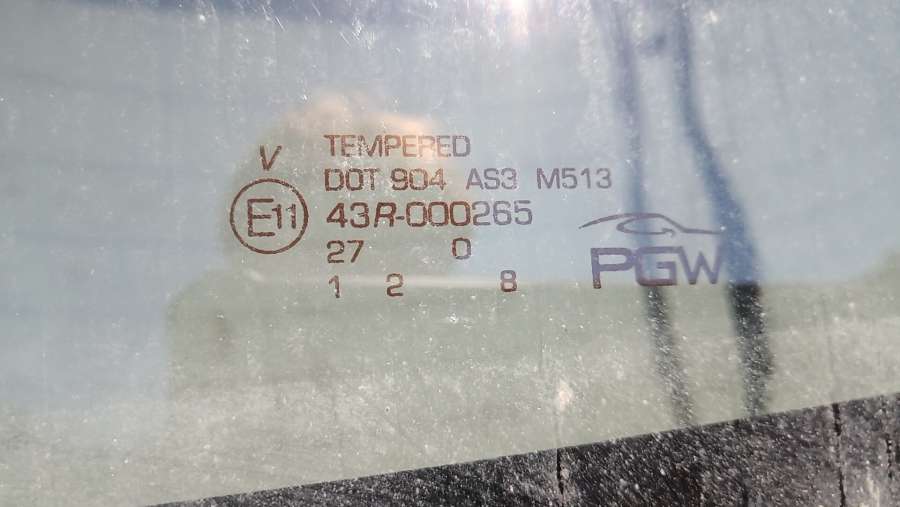 V
TEMPERED
DOT 904 AS3 M513
E11 43R-000265
27 0
1 2 8
PGW